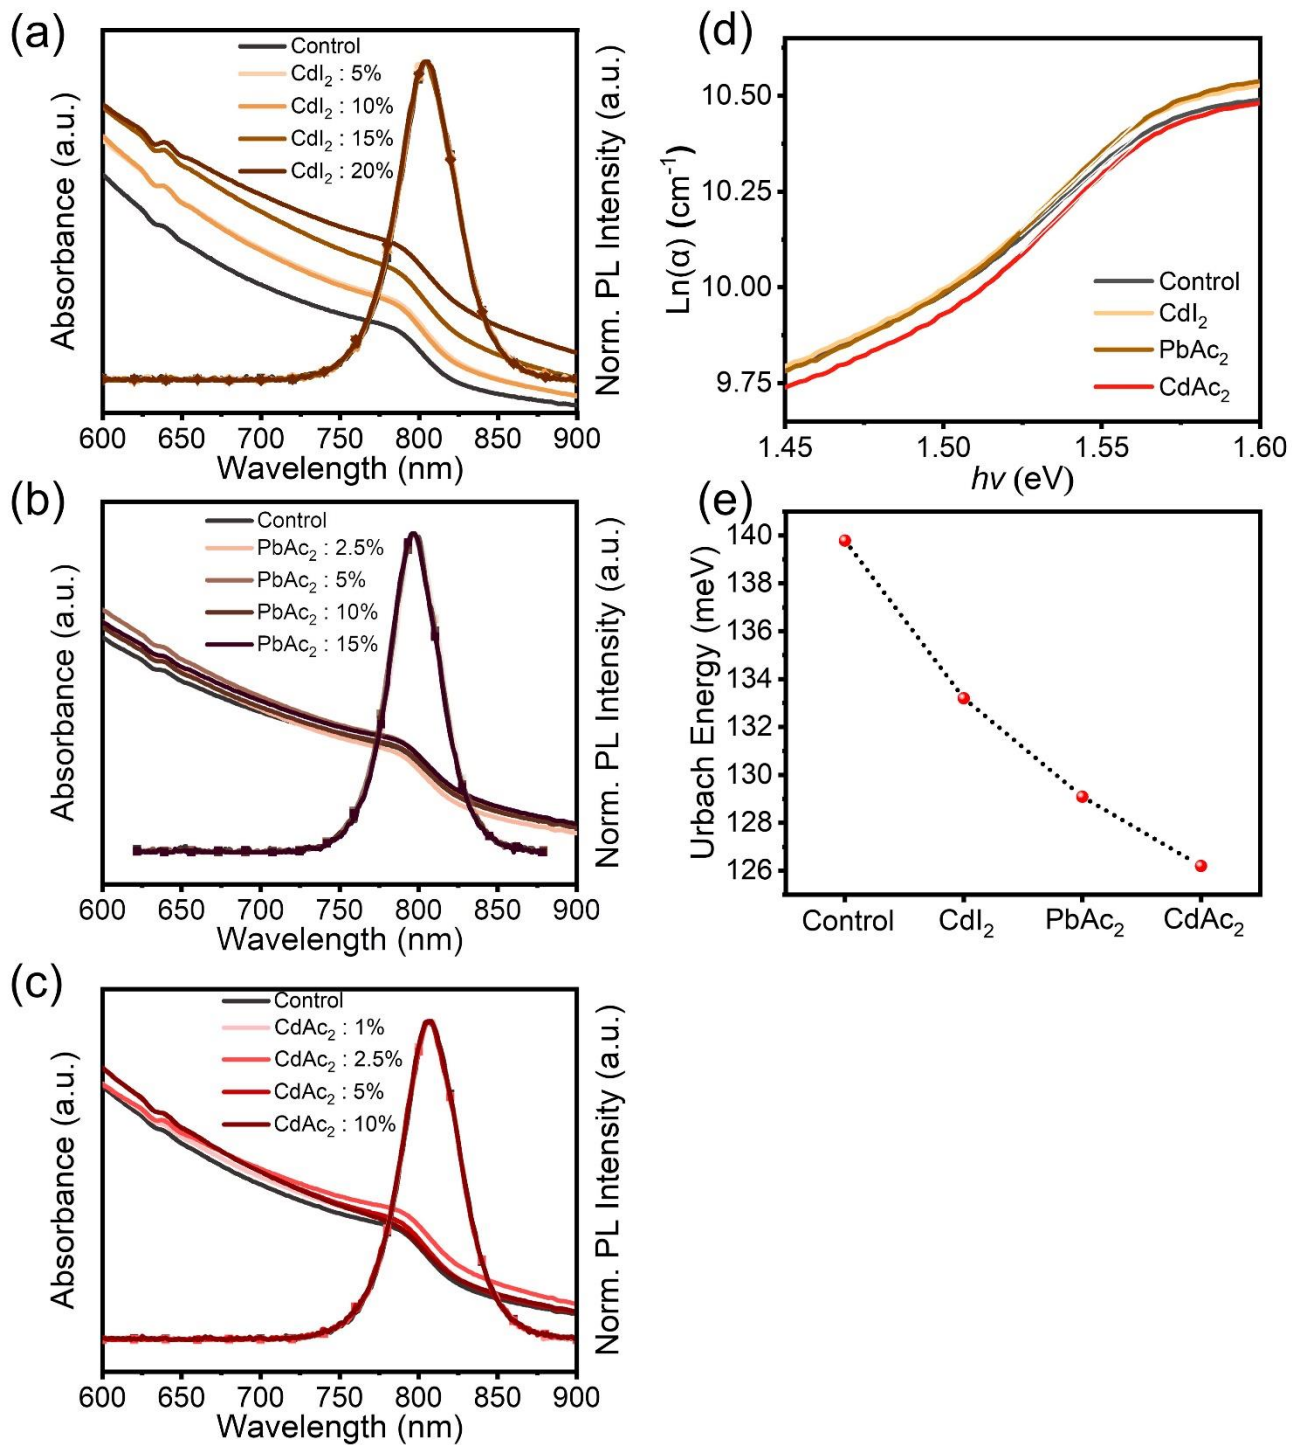 (a)
Control
CdI₂ : 5%
CdI₂ : 10%
CdI₂ : 15%
CdI₂ : 20%
Absorbance (a.u.)
Norm. PL Intensity (a.u.)
600 650 700 750 800 850 900
Wavelength (nm)
(b)
Control
PbAc₂ : 2.5%
PbAc₂ : 5%
PbAc₂ : 10%
PbAc₂ : 15%
Absorbance (a.u.)
Norm. PL Intensity (a.u.)
600 650 700 750 800 850 900
Wavelength (nm)
(c)
Control
CdAc₂ : 1%
CdAc₂ : 2.5%
CdAc₂ : 5%
CdAc₂ : 10%
Absorbance (a.u.)
Norm. PL Intensity (a.u.)
600 650 700 750 800 850 900
Wavelength (nm)
(d)
10.50
10.25
10.00
9.75
Ln(α) (cm⁻¹)
Control
CdI₂
PbAc₂
CdAc₂
1.45 1.50 1.55 1.60
hν (eV)
(e)
140
138
136
134
132
130
128
126
Urbach Energy (meV)
Control CdI₂ PbAc₂ CdAc₂